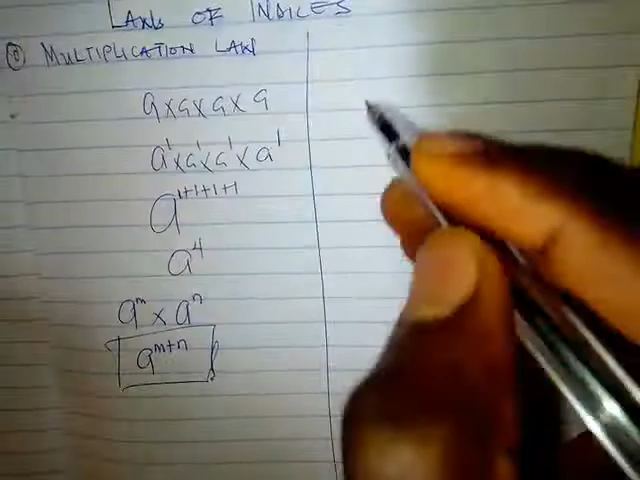 LAWS OF INDICES
① MULTIPLICATION LAW
a x a x a x a
a¹ x a¹ x a¹ x a¹
a¹⁺¹⁺¹⁺¹
a⁴
aᵐ x aⁿ
aᵐ⁺ⁿ